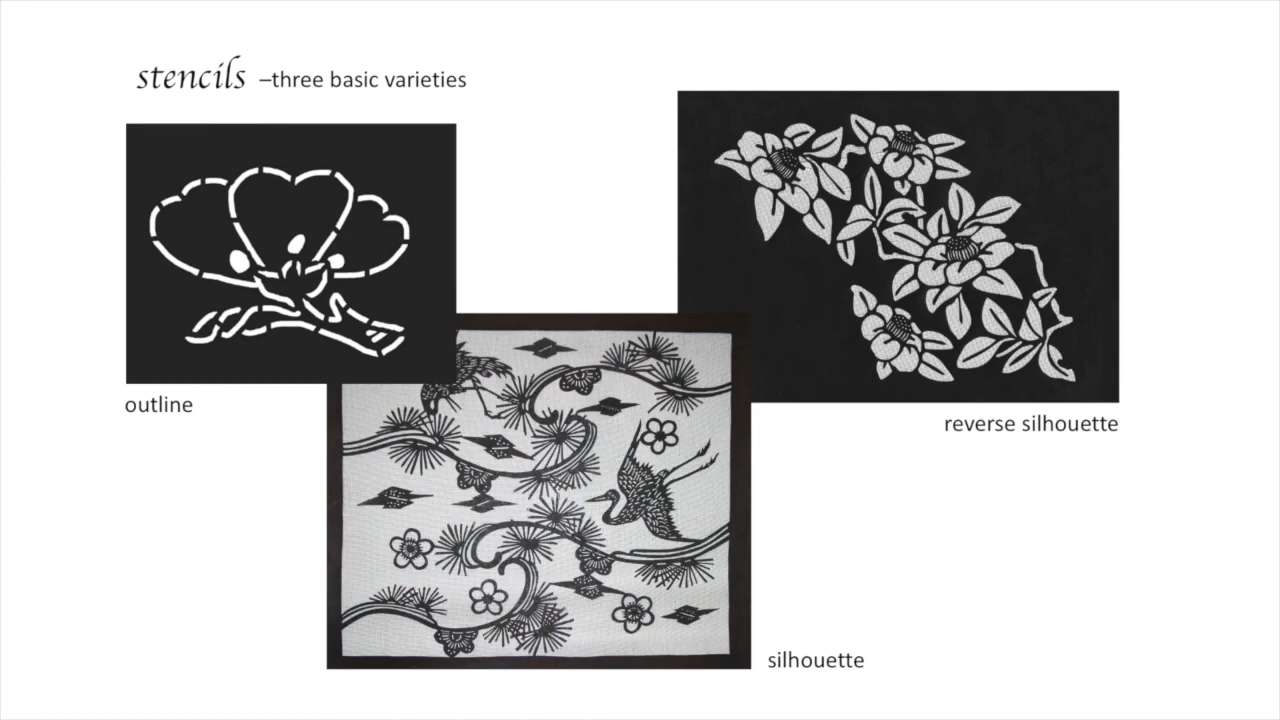 stencils –three basic varieties
outline
reverse silhouette
silhouette